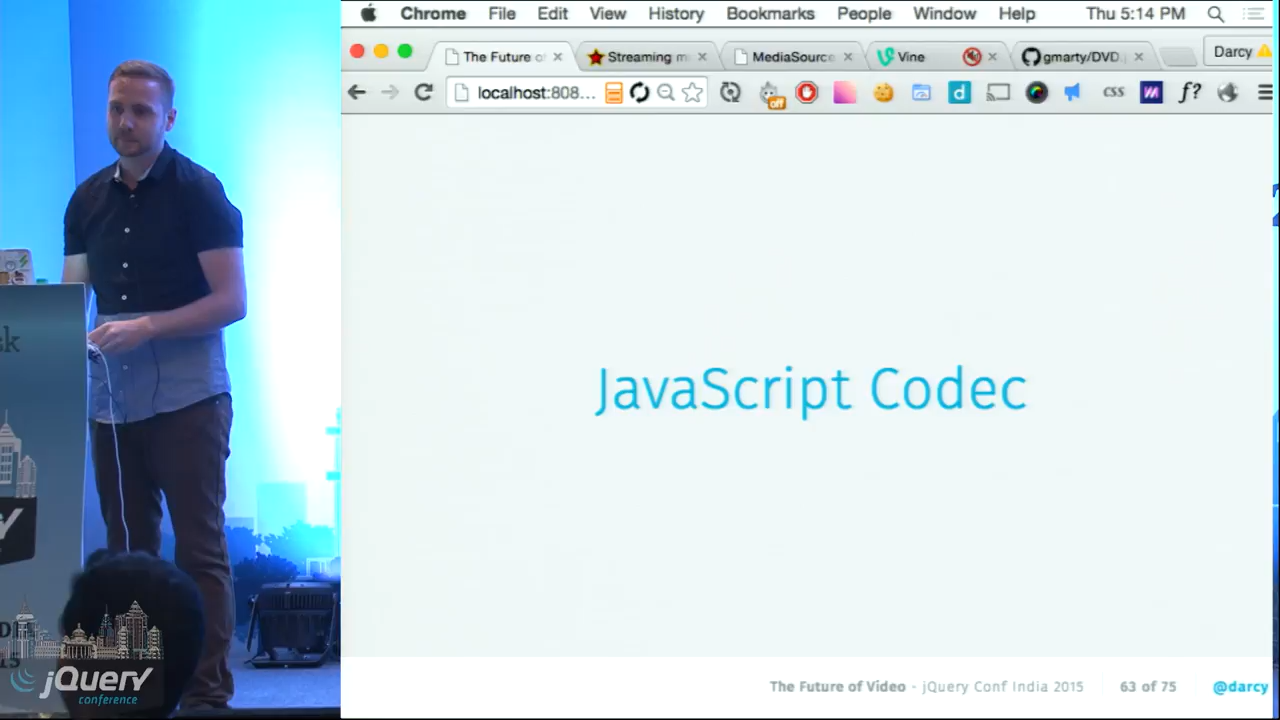 Chrome File Edit View History Bookmarks People Window Help Thu 5:14 PM
The Future o
Streaming m
MediaSource
Vine
gmarty/DVD.
Darcy
localhost:808...
off
d
css
f?
JavaScript Codec
The Future of Video - jQuery Conf India 2015
63 of 75
@darcy
sk
15
jQuery
conference